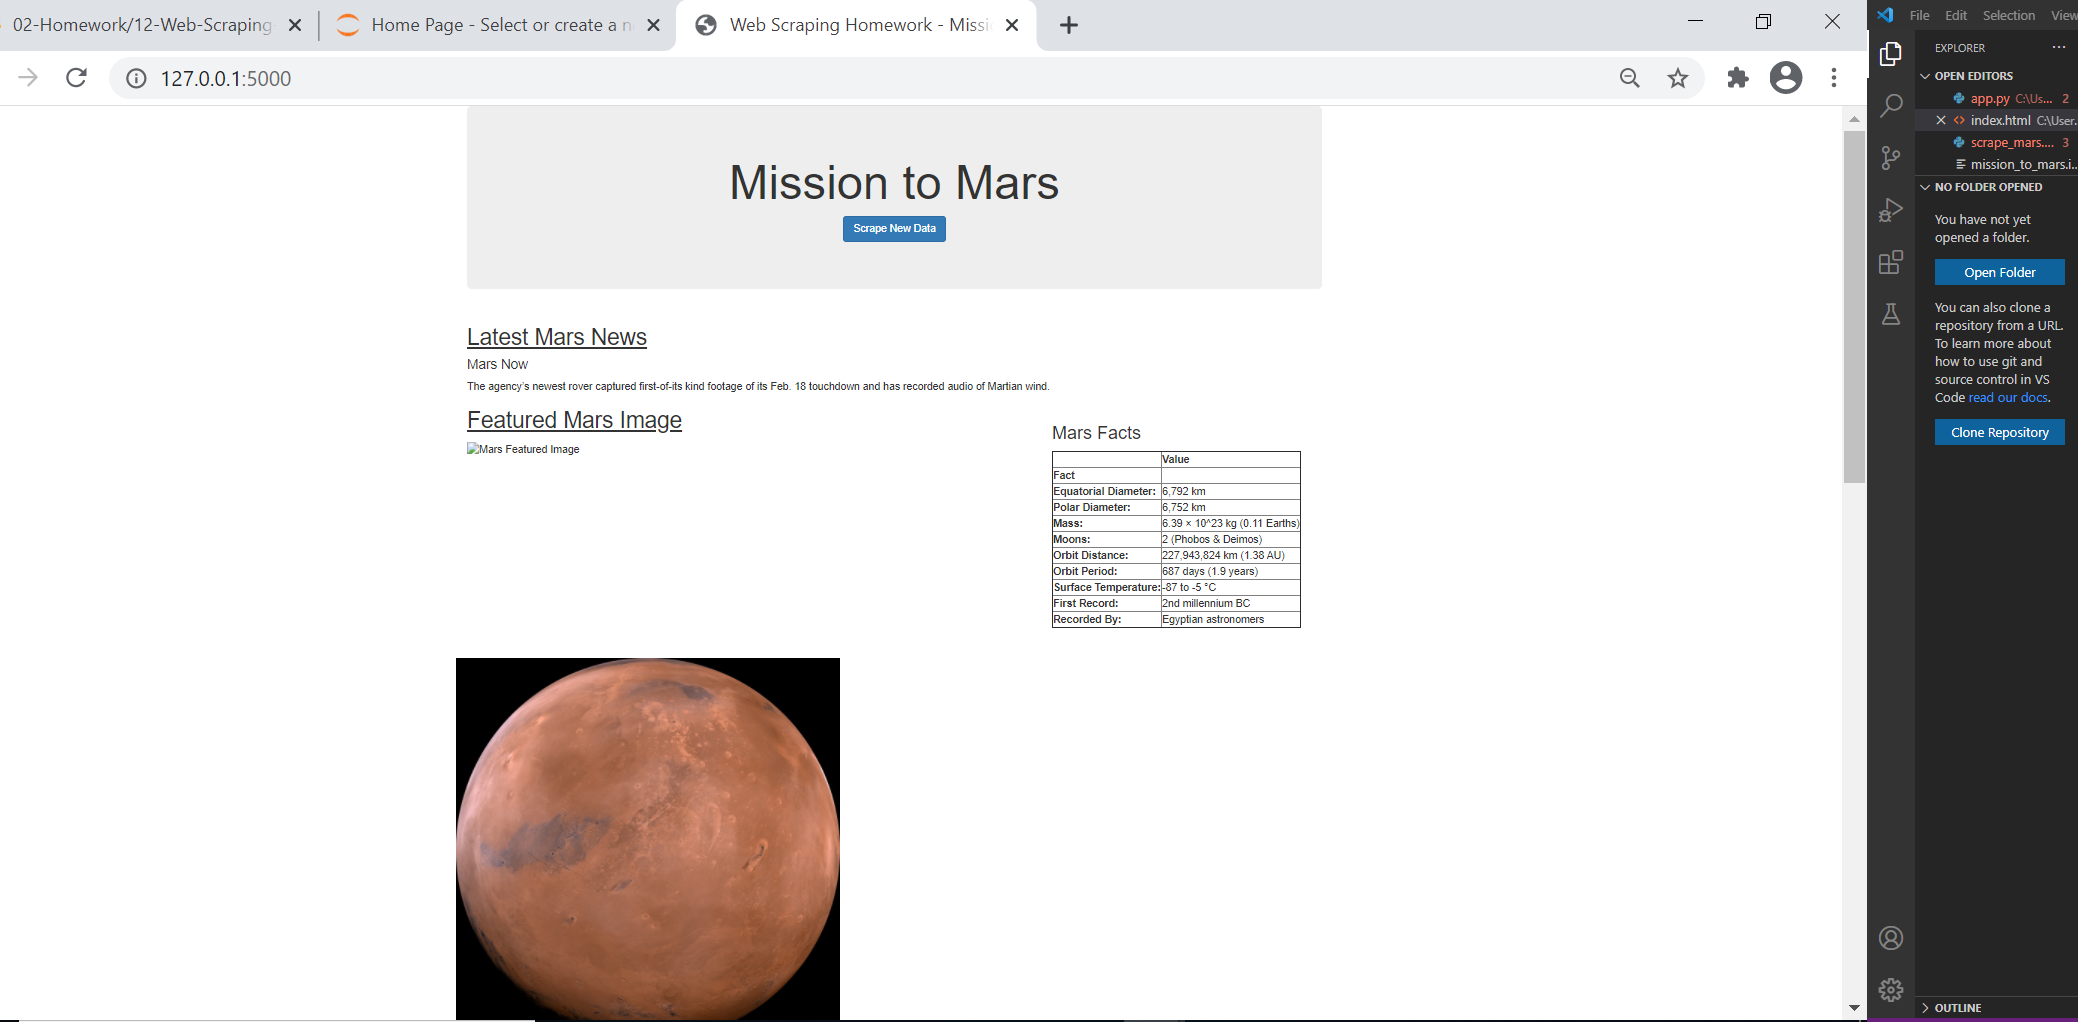 02-Homework/12-Web-Scraping
Home Page - Select or create a n
Web Scraping Homework - Missi
127.0.0.1:5000
Mission to Mars
Scrape New Data
Latest Mars News
Mars Now
The agency's newest rover captured first-of-its kind footage of its Feb. 18 touchdown and has recorded audio of Martian wind.
Featured Mars Image
Mars Featured Image
Mars Facts
Value
Fact
Equatorial Diameter: 6,792 km
Polar Diameter: 6,752 km
Mass: 6.39 × 10^23 kg (0.11 Earths)
Moons: 2 (Phobos & Deimos)
Orbit Distance: 227,943,824 km (1.38 AU)
Orbit Period: 687 days (1.9 years)
Surface Temperature: -87 to -5 °C
First Record: 2nd millennium BC
Recorded By: Egyptian astronomers
File Edit Selection View
EXPLORER
OPEN EDITORS
app.py C:\Us... 2
index.html C:\User.
scrape_mars.... 3
mission_to_mars.i..
NO FOLDER OPENED
You have not yet
opened a folder.
Open Folder
You can also clone a
repository from a URL.
To learn more about
how to use git and
source control in VS
Code read our docs.
Clone Repository
OUTLINE